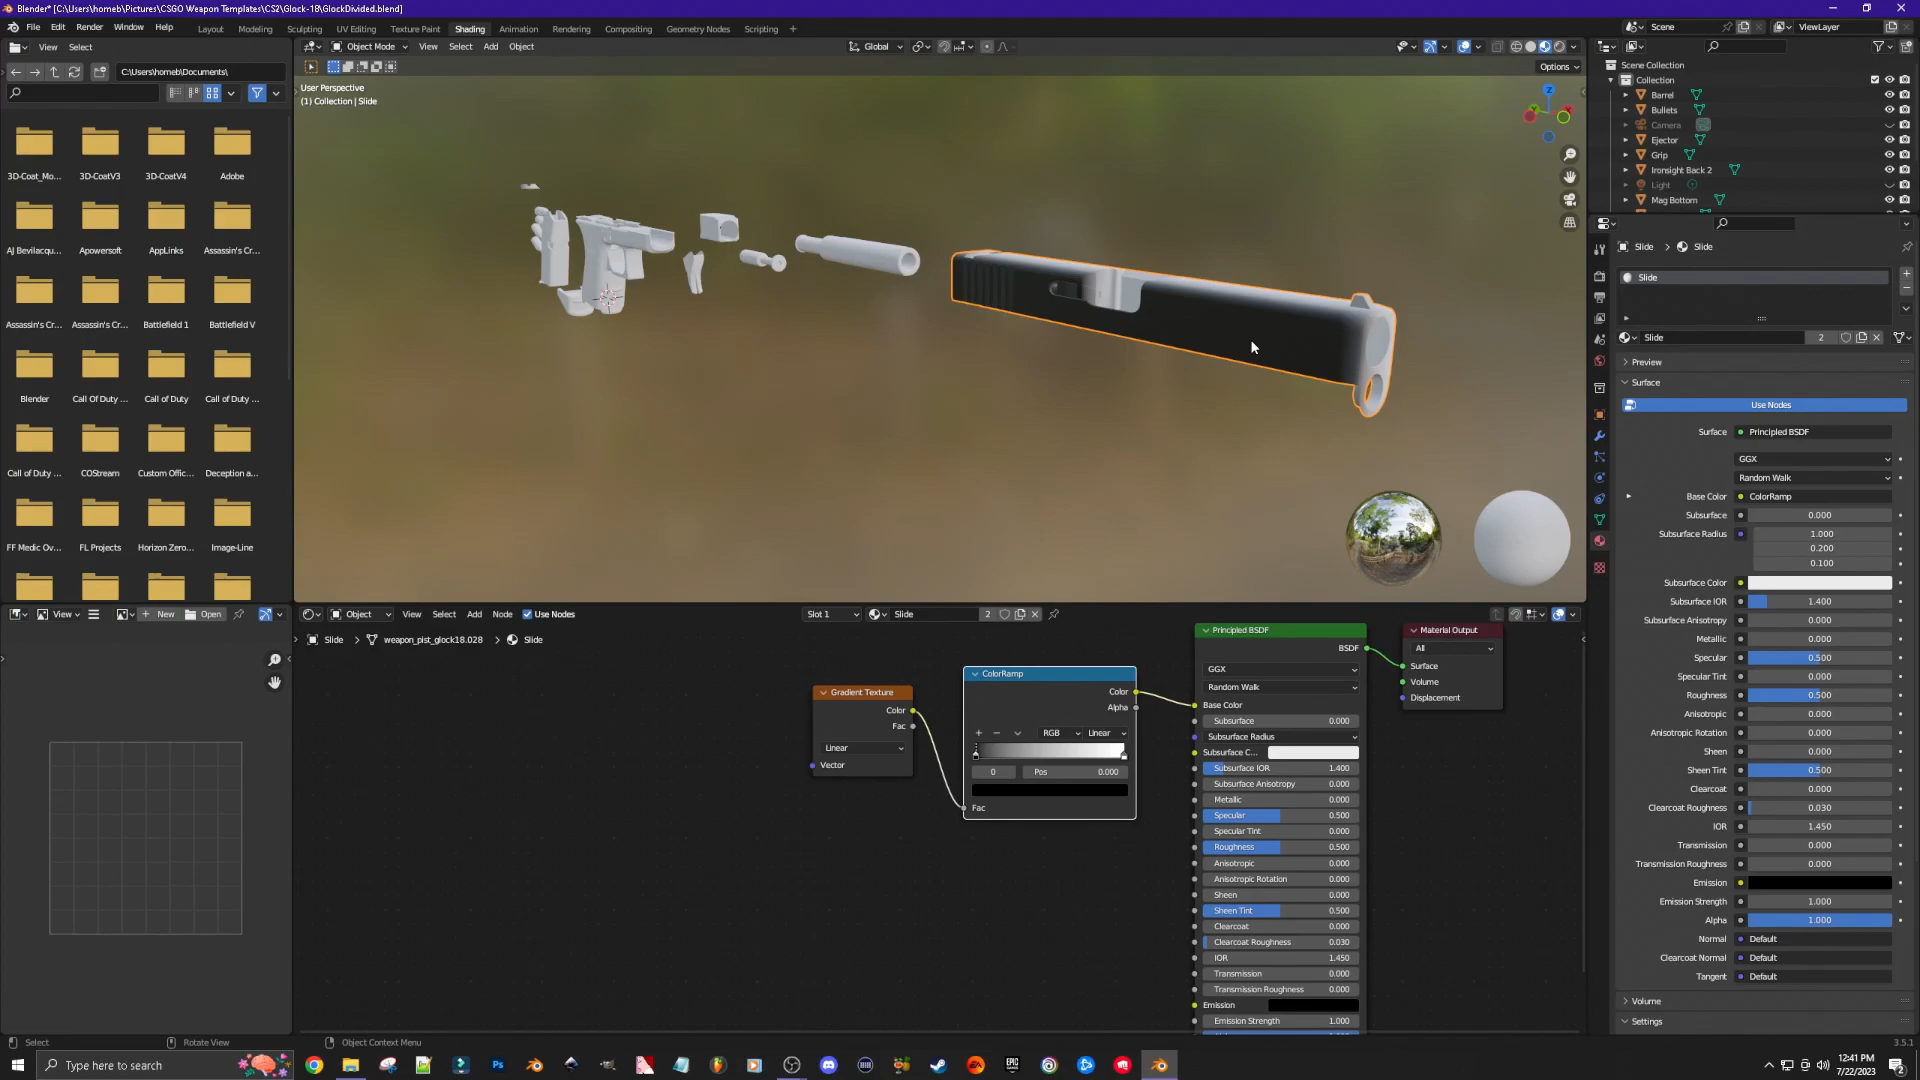 Blender* [C:\Users\homeb\Pictures\CSGO Weapon Templates\CS2\Glock-18\GlockDivided.blend]
File Edit Render Window Help Layout Modeling Sculpting UV Editing Texture Paint Shading Animation Rendering Compositing Geometry Nodes Scripting + Scene ViewLayer
View Select Object Mode View Select Add Object Global
C:\Users\homeb\Documents\ Options
User Perspective
(1) Collection | Slide
3D-Coat_Mo... 3D-CoatV3 3D-CoatV4 Adobe
AJ Bevilacqu... Apowersoft AppLinks Assassin's Cr...
Assassin's Cr... Assassin's Cr... Battlefield 1 Battlefield V
Blender Call Of Duty ... Call of Duty Call of Duty ...
Call of Duty ... COStream Custom Offic... Deception a...
FF Medic Ov... FL Projects Horizon Zero... Image-Line
Z
Scene Collection
Collection
Barrel
Bullets
Camera
Ejector
Grip
Ironsight Back 2
Light
Mag Bottom
Slide > Slide
Slide
Slide 2
Preview
Surface
Use Nodes
Surface Principled BSDF
GGX
Random Walk
Base Color ColorRamp
Subsurface 0.000
Subsurface Radius 1.000
0.200
0.100
Subsurface Color
Subsurface IOR 1.400
Subsurface Anisotropy 0.000
Metallic 0.000
Specular 0.500
Specular Tint 0.000
Roughness 0.500
Anisotropic 0.000
Anisotropic Rotation 0.000
Sheen 0.000
Sheen Tint 0.500
Clearcoat 0.000
Clearcoat Roughness 0.030
IOR 1.450
Transmission 0.000
Transmission Roughness 0.000
Emission
Emission Strength 1.000
Alpha 1.000
Normal Default
Clearcoat Normal Default
Tangent Default
Volume
Settings
View New Open Object View Select Add Node Use Nodes Slot 1 Slide 2
Slide > weapon_pist_glock18.028 > Slide
Gradient Texture
Color
Fac
Linear
Vector
ColorRamp
Color
Alpha
+ − RGB Linear
0 Pos 0.000
Fac
Principled BSDF
BSDF
GGX
Random Walk
Base Color
Subsurface 0.000
Subsurface Radius
Subsurface C...
Subsurface IOR 1.400
Subsurface Anisotropy 0.000
Metallic 0.000
Specular 0.500
Specular Tint 0.000
Roughness 0.500
Anisotropic 0.000
Anisotropic Rotation 0.000
Sheen 0.000
Sheen Tint 0.500
Clearcoat 0.000
Clearcoat Roughness 0.030
IOR 1.450
Transmission 0.000
Transmission Roughness 0.000
Emission
Emission Strength 1.000
Material Output
All
Surface
Volume
Displacement
Select Rotate View Object Context Menu 3.5.1
Type here to search
12:41 PM
7/22/2023